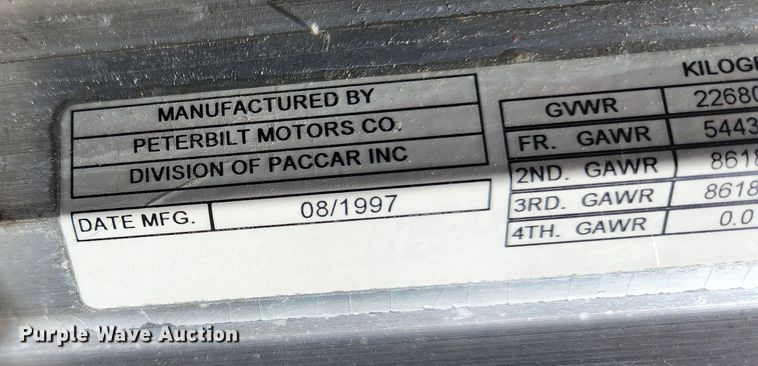 MANUFACTURED BY
PETERBILT MOTORS CO.
DIVISION OF PACCAR INC
DATE MFG. 08/1997
GVWR 22680
FR. GAWR 5443
2ND. GAWR 8618
3RD. GAWR 8618
4TH. GAWR 0.0
Purple Wave Auction